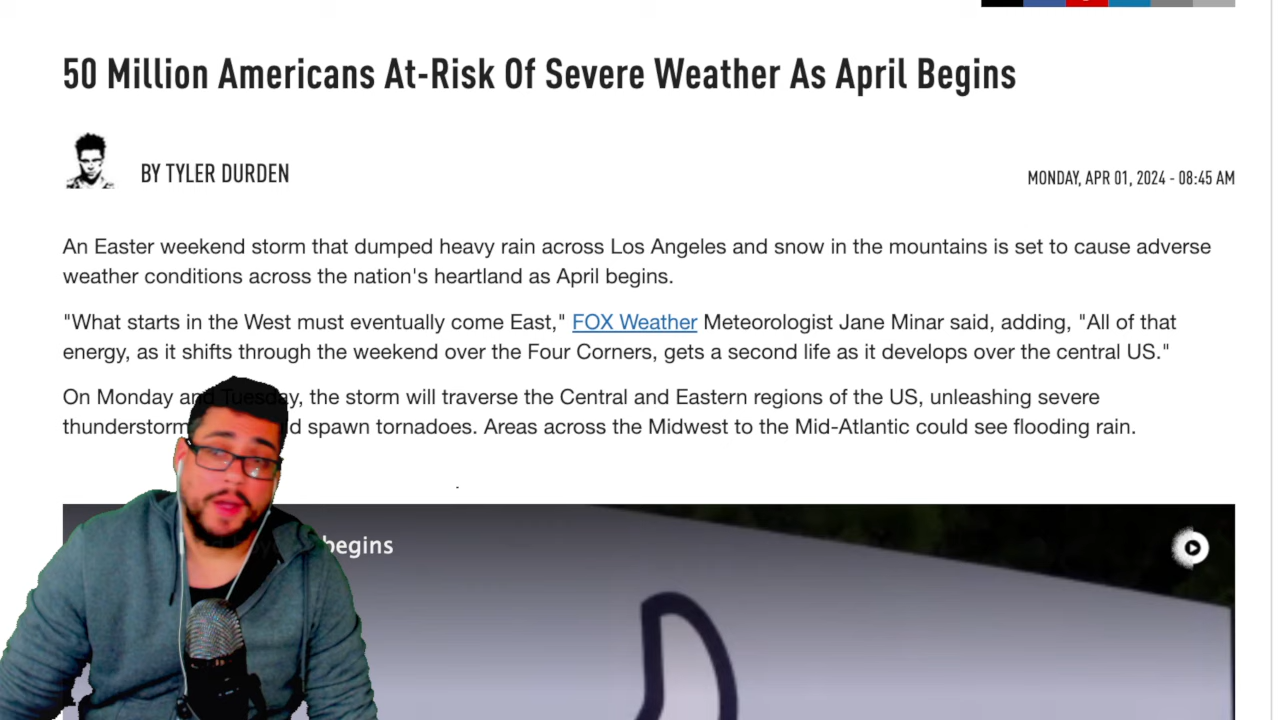 50 Million Americans At-Risk Of Severe Weather As April Begins
BY TYLER DURDEN
MONDAY, APR 01, 2024 - 08:45 AM
An Easter weekend storm that dumped heavy rain across Los Angeles and snow in the mountains is set to cause adverse
weather conditions across the nation's heartland as April begins.
"What starts in the West must eventually come East," FOX Weather Meteorologist Jane Minar said, adding, "All of that
energy, as it shifts through the weekend over the Four Corners, gets a second life as it develops over the central US."
On Monday and Tuesday, the storm will traverse the Central and Eastern regions of the US, unleashing severe
spawn tornadoes. Areas across the Midwest to the Mid-Atlantic could see flooding rain.
begins